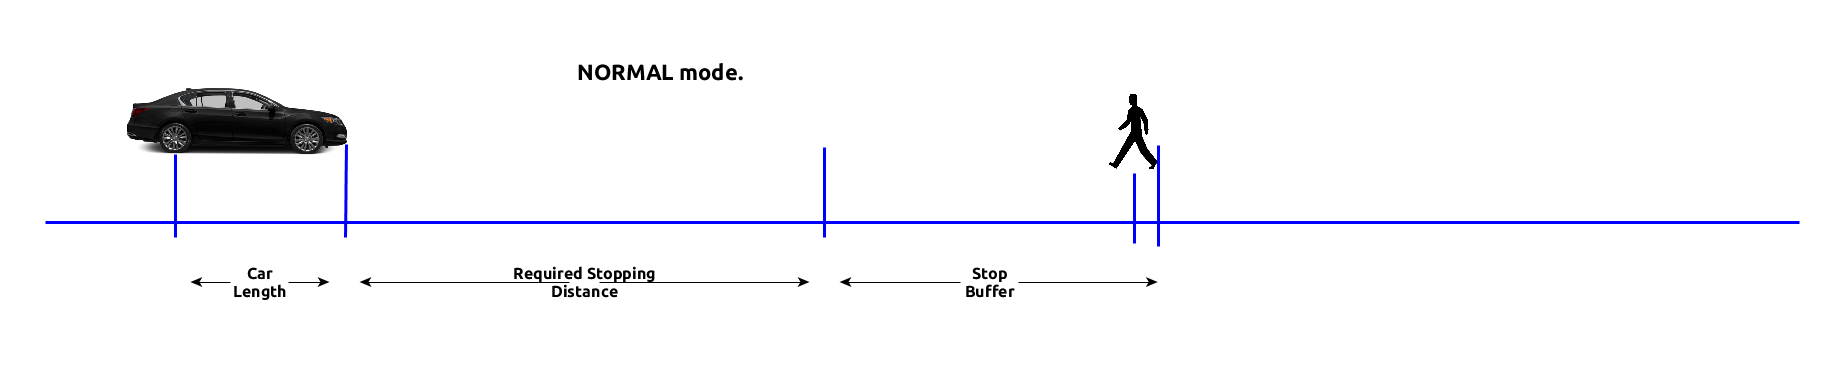 NORMAL mode.
Car
Length
Required Stopping
Distance
Stop
Buffer